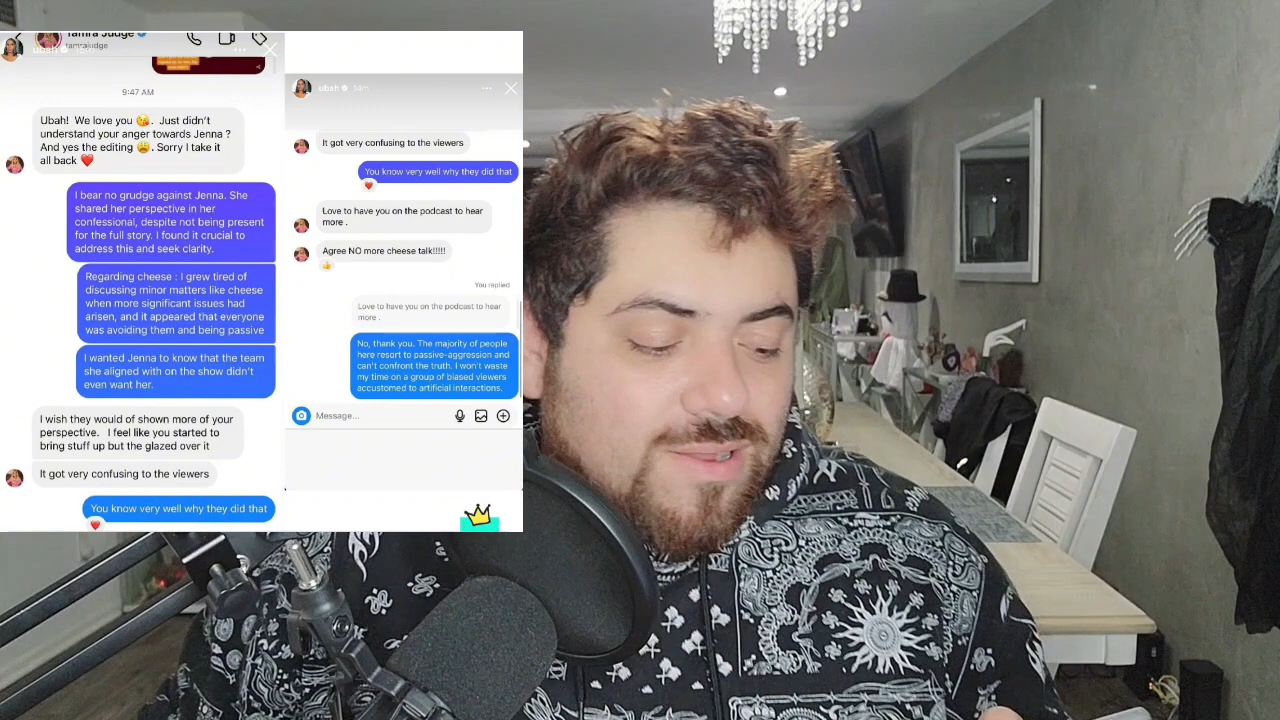 Tamra Judge
tamrajudge
ubah
9:47 AM
Ubah! We love you 😘. Just didn't
understand your anger towards Jenna ?
And yes the editing 😩. Sorry I take it
all back ❤️
I bear no grudge against Jenna. She
shared her perspective in her
confessional, despite not being present
for the full story. I found it crucial to
address this and seek clarity.
Regarding cheese : I grew tired of
discussing minor matters like cheese
when more significant issues had
arisen, and it appeared that everyone
was avoiding them and being passive
I wanted Jenna to know that the team
she aligned with on the show didn't
even want her.
I wish they would of shown more of your
perspective. I feel like you started to
bring stuff up but the glazed over it
It got very confusing to the viewers
You know very well why they did that
ubah 14m
It got very confusing to the viewers
You know very well why they did that
Love to have you on the podcast to hear
more .
Agree NO more cheese talk!!!!!
You replied
Love to have you on the podcast to hear
more .
No, thank you. The majority of people
here resort to passive-aggression and
can't confront the truth. I won't waste
my time on a group of biased viewers
accustomed to artificial interactions.
Message...